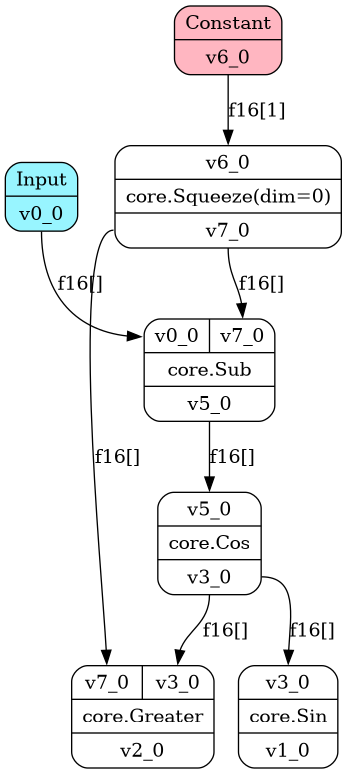 Constant
v6_0
f16[1]
Input
v0_0
v6_0
core.Squeeze(dim=0)
v7_0
f16[]
f16[]
v0_0 v7_0
core.Sub
v5_0
f16[]
f16[]
v5_0
core.Cos
v3_0
f16[]
f16[]
v7_0 v3_0
core.Greater
v2_0
v3_0
core.Sin
v1_0